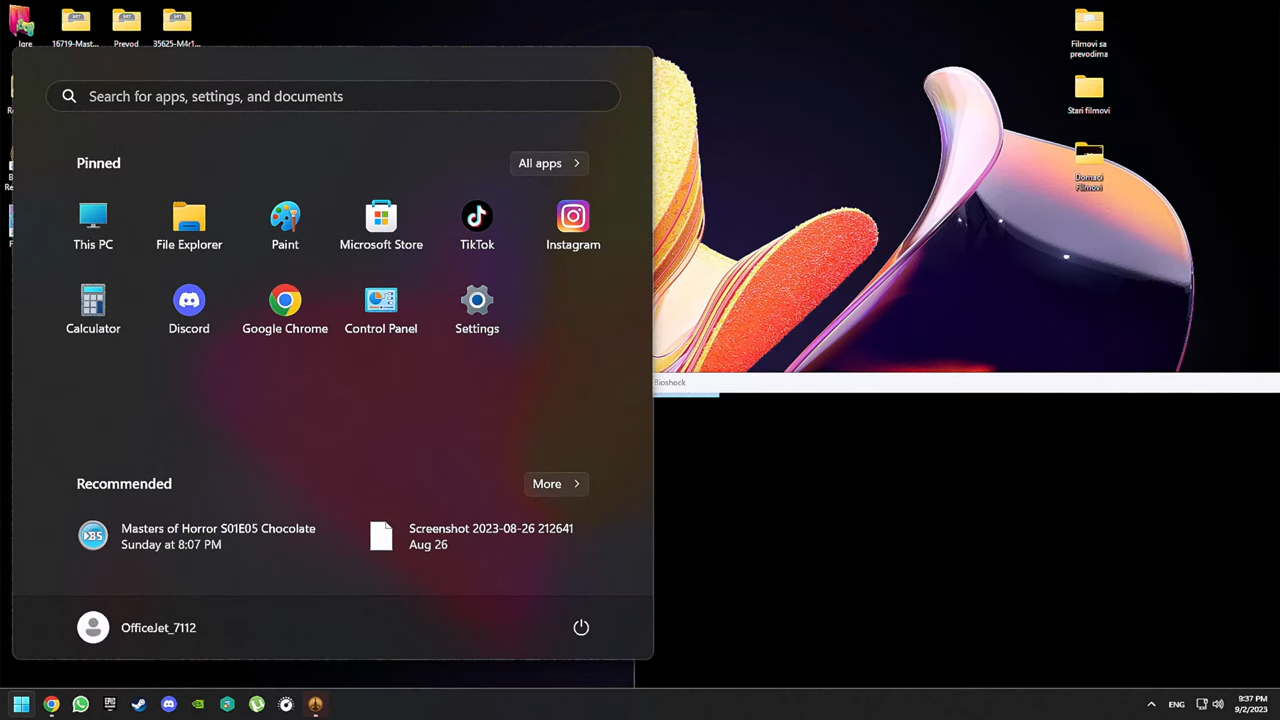 Igre
16719-Mast...
Prevod
35625-M4r1...
Filmovi sa
prevodima
Stari filmovi
Domaci
Filmovi
Search for apps, settings, and documents
Pinned
All apps
This PC
File Explorer
Paint
Microsoft Store
TikTok
Instagram
Calculator
Discord
Google Chrome
Control Panel
Settings
Bioshock
Recommended
More
Masters of Horror S01E05 Chocolate
Sunday at 8:07 PM
Screenshot 2023-08-26 212641
Aug 26
OfficeJet_7112
ENG
9:37 PM
9/2/2023